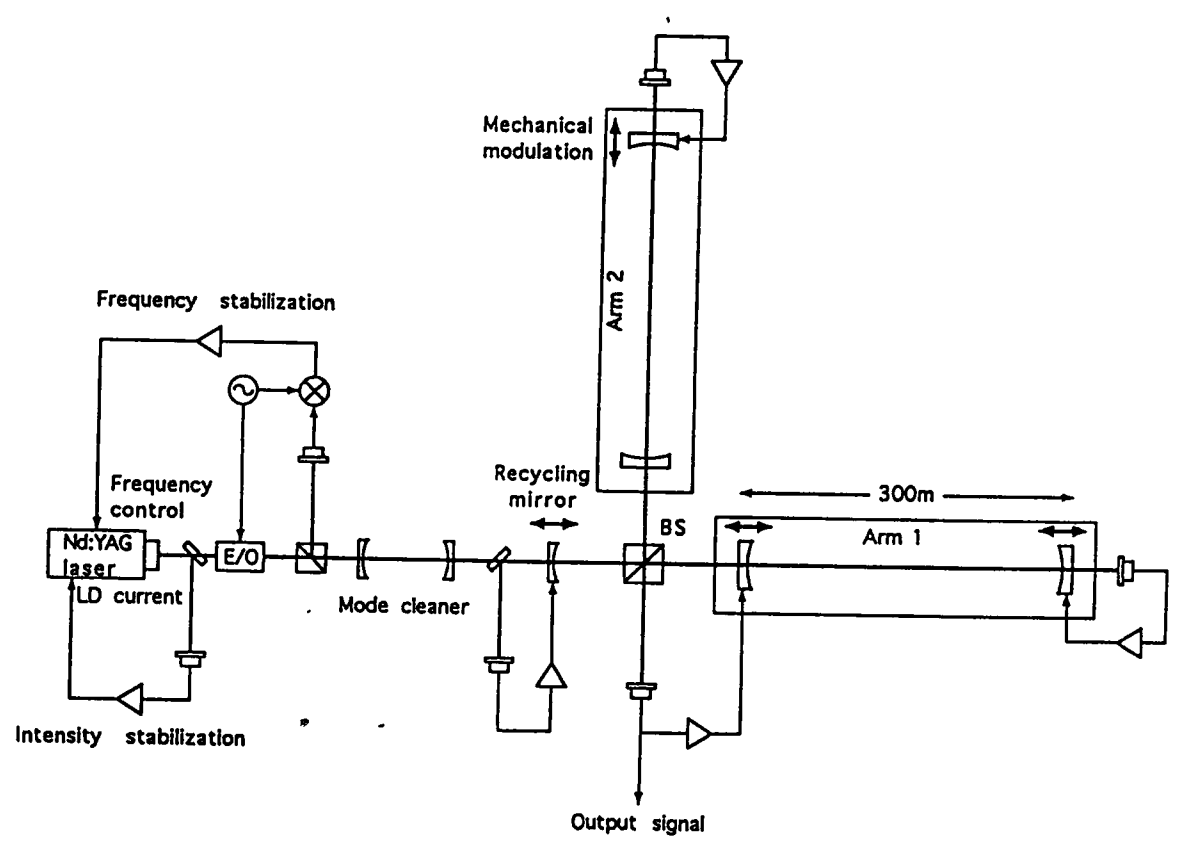 Mechanical
modulation
Arm 2
Frequency stabilization
Frequency
control
Nd:YAG
laser
LD current
E/O
Mode cleaner
Recycling
mirror
BS
300m
Arm 1
Intensity stabilization
Output signal